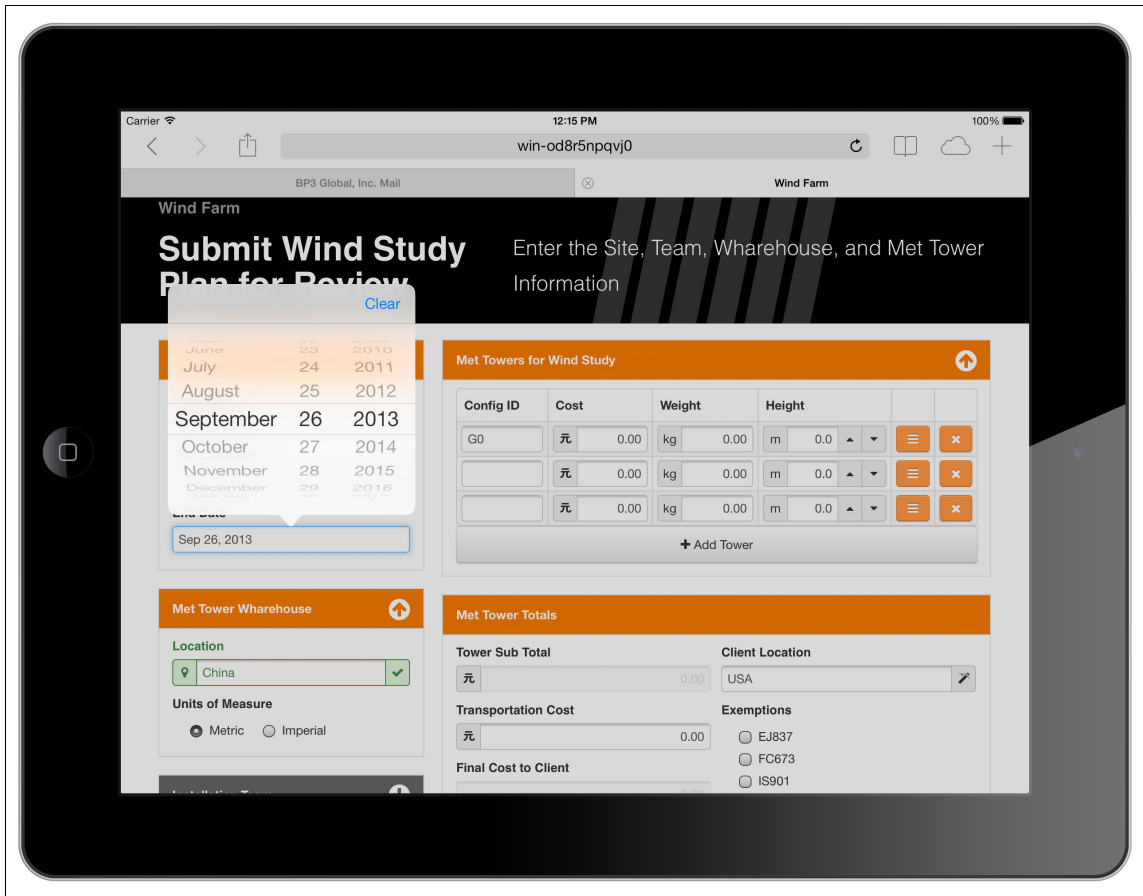 Carrier
12:15 PM
100%
win-od8r5npqvj0
BP3 Global, Inc. Mail
Wind Farm
Wind Farm
Submit Wind Study
Plan for Review
Enter the Site, Team, Wharehouse, and Met Tower
Information
Clear
June 23 2010
July 24 2011
August 25 2012
September 26 2013
October 27 2014
November 28 2015
December 29 2016
End Date
Sep 26, 2013
Met Towers for Wind Study
Config ID Cost Weight Height
G0 元 0.00 kg 0.00 m 0.0
元 0.00 kg 0.00 m 0.0
元 0.00 kg 0.00 m 0.0
Add Tower
Met Tower Wharehouse
Location
China
Units of Measure
Metric Imperial
Met Tower Totals
Tower Sub Total
元 0.00
Transportation Cost
元 0.00
Final Cost to Client
0.00
Client Location
USA
Exemptions
EJ837
FC673
IS901
Installation Team